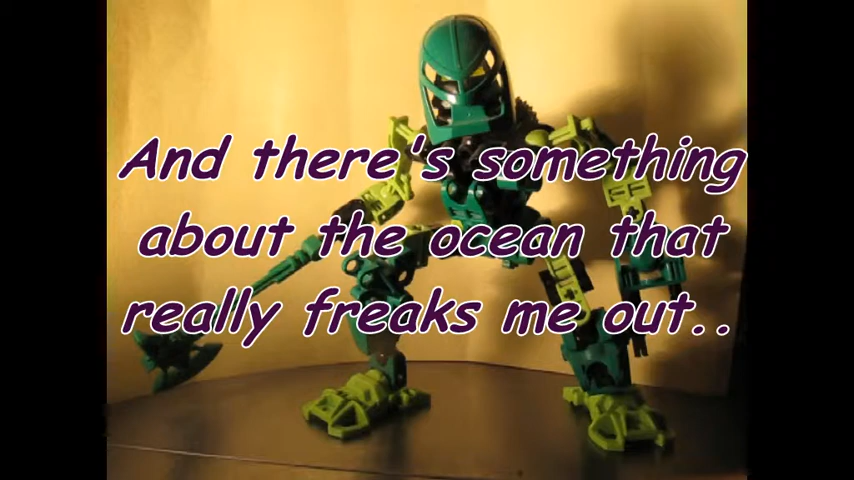 And there's something
about the ocean that
really freaks me out..